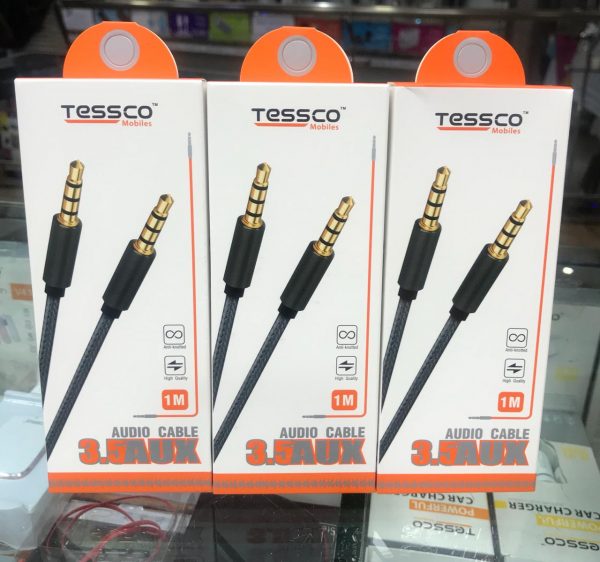 TESSCO™
Mobiles
Anti-knotted
High Quality
1M
AUDIO CABLE
3.5AUX
TESSCO™
Mobiles
Anti-knotted
High Quality
1M
AUDIO CABLE
3.5AUX
TESSCO™
Mobiles
Anti-knotted
High Quality
1M
AUDIO CABLE
3.5AUX
POWERFUL
CAR CHARGER
TESSCO
POWERFUL
CAR CHARGER
TESSCO